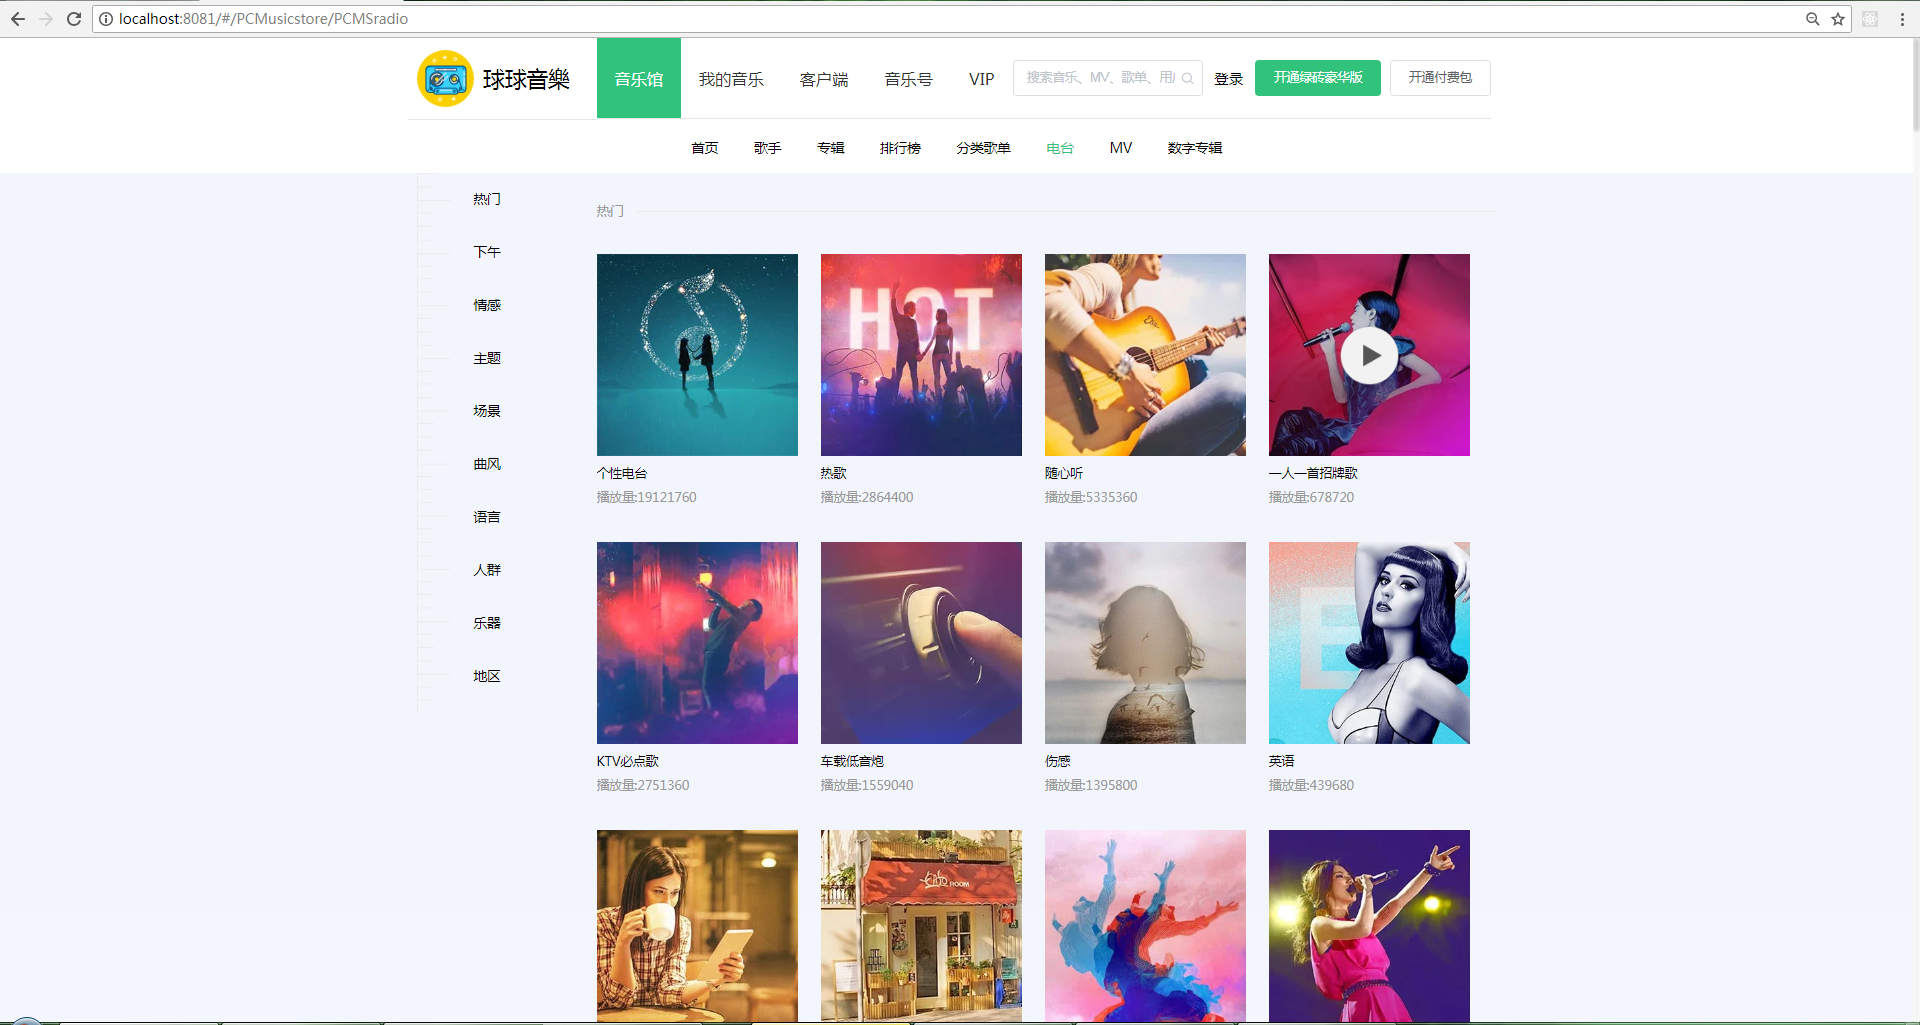 localhost:8081/#/PCMusicstore/PCMSradio
球球音樂
音乐馆 我的音乐 客户端 音乐号 VIP 搜索音乐、MV、歌单、用 登录 开通绿砖豪华版 开通付费包
首页 歌手 专辑 排行榜 分类歌单 电台 MV 数字专辑
热门
下午
情感
主题
场景
曲风
语言
人群
乐器
地区
热门
HOT
个性电台 热歌 随心听 一人一首招牌歌
播放量:19121760 播放量:2864400 播放量:5335360 播放量:678720
KTV必点歌 车载低音炮 伤感 英语
播放量:2751360 播放量:1559040 播放量:1395800 播放量:439680
ROOM